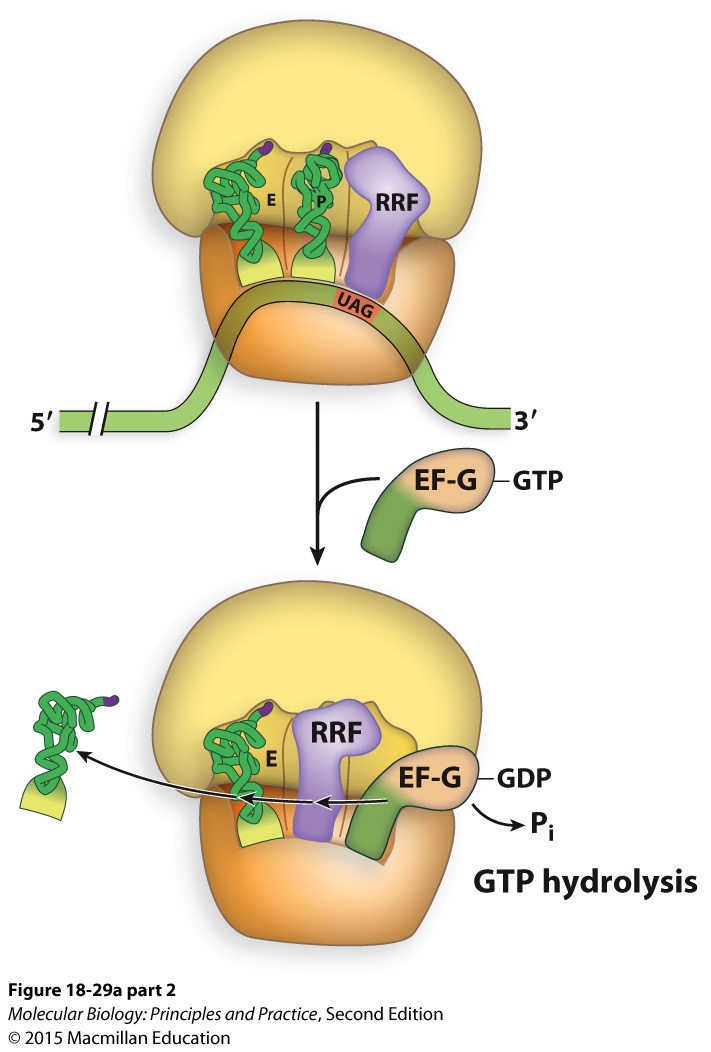 E P RRF
UAG
5′ 3′
EF-G GTP
RRF
E
EF-G GDP
Pi
GTP hydrolysis
Figure 18-29a part 2
Molecular Biology: Principles and Practice, Second Edition
© 2015 Macmillan Education